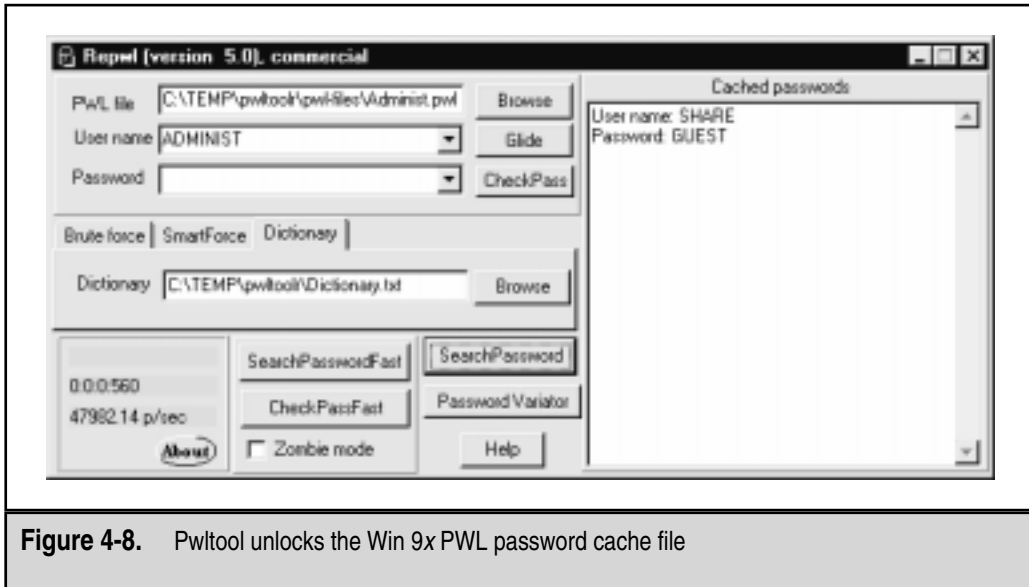 Repwl (version 5.0), commercial
PWL file C:\TEMP\pwltoolr\pwl-files\Administ.pwl Browse
User name ADMINIST Glide
Password CheckPass
Brute force SmartForce Dictionary
Dictionary C:\TEMP\pwltoolr\Dictionary.txt Browse
0:0:0:560
47982.14 p/sec
About
SearchPasswordFast
CheckPassFast
Zombie mode
SearchPassword
Password Variator
Help
Cached passwords
User name: SHARE
Password: GUEST
Figure 4-8. Pwltool unlocks the Win 9x PWL password cache file